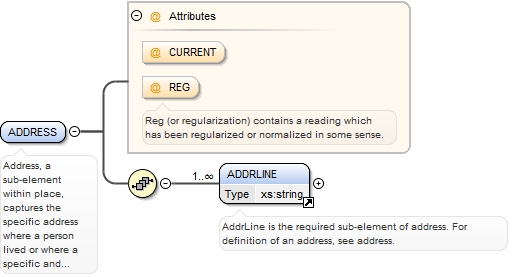 @ Attributes
@ CURRENT
@ REG
Reg (or regularization) contains a reading which
has been regularized or normalized in some sense.
ADDRESS
Address, a
sub-element
within place,
captures the
specific address
where a person
lived or where a
specific and...
1..∞
ADDRLINE
Type xs:string
AddrLine is the required sub-element of address. For
definition of an address, see address.